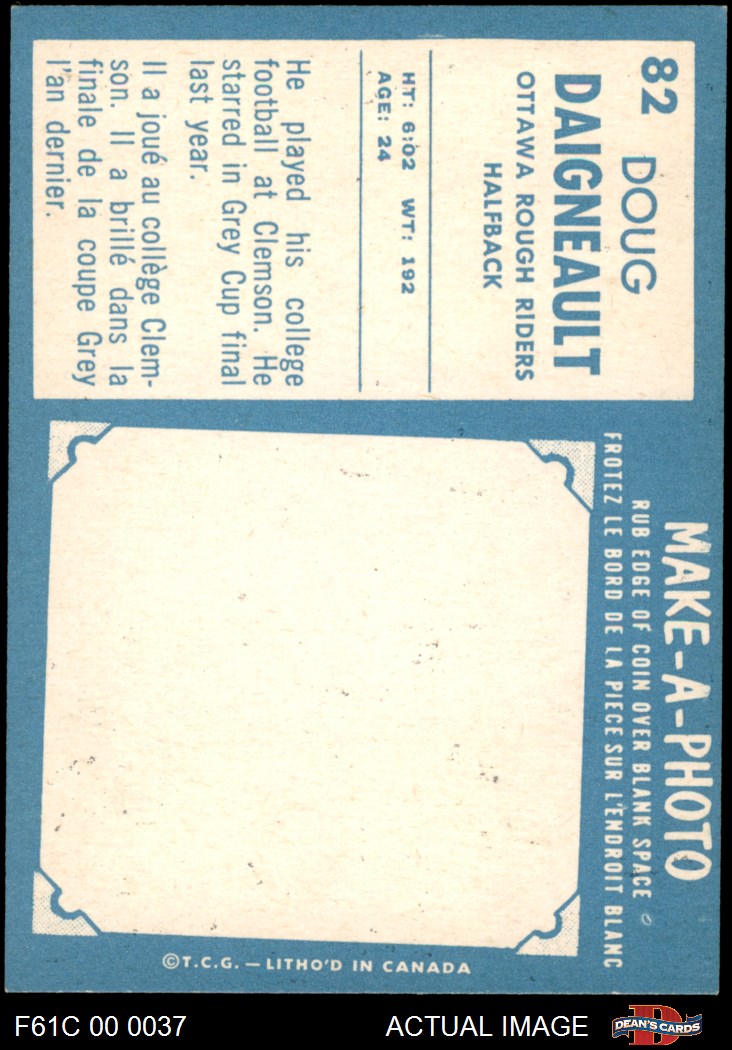 82 DOUG
DAIGNEAULT
OTTAWA ROUGH RIDERS
HALFBACK
HT: 6:02 WT: 192
AGE: 24
He played his college
football at Clemson. He
starred in Grey Cup final
last year.
Il a joué au collège Clem-
son. Il a brillé dans la
finale de la coupe Grey
l'an dernier.
MAKE-A-PHOTO
RUB EDGE OF COIN OVER BLANK SPACE
FROTEZ LE BORD DE LA PIECE SUR L'ENDROIT BLANC
©T.C.G. — LITHO'D IN CANADA
F61C 00 0037
ACTUAL IMAGE
D
DEAN'S CARDS